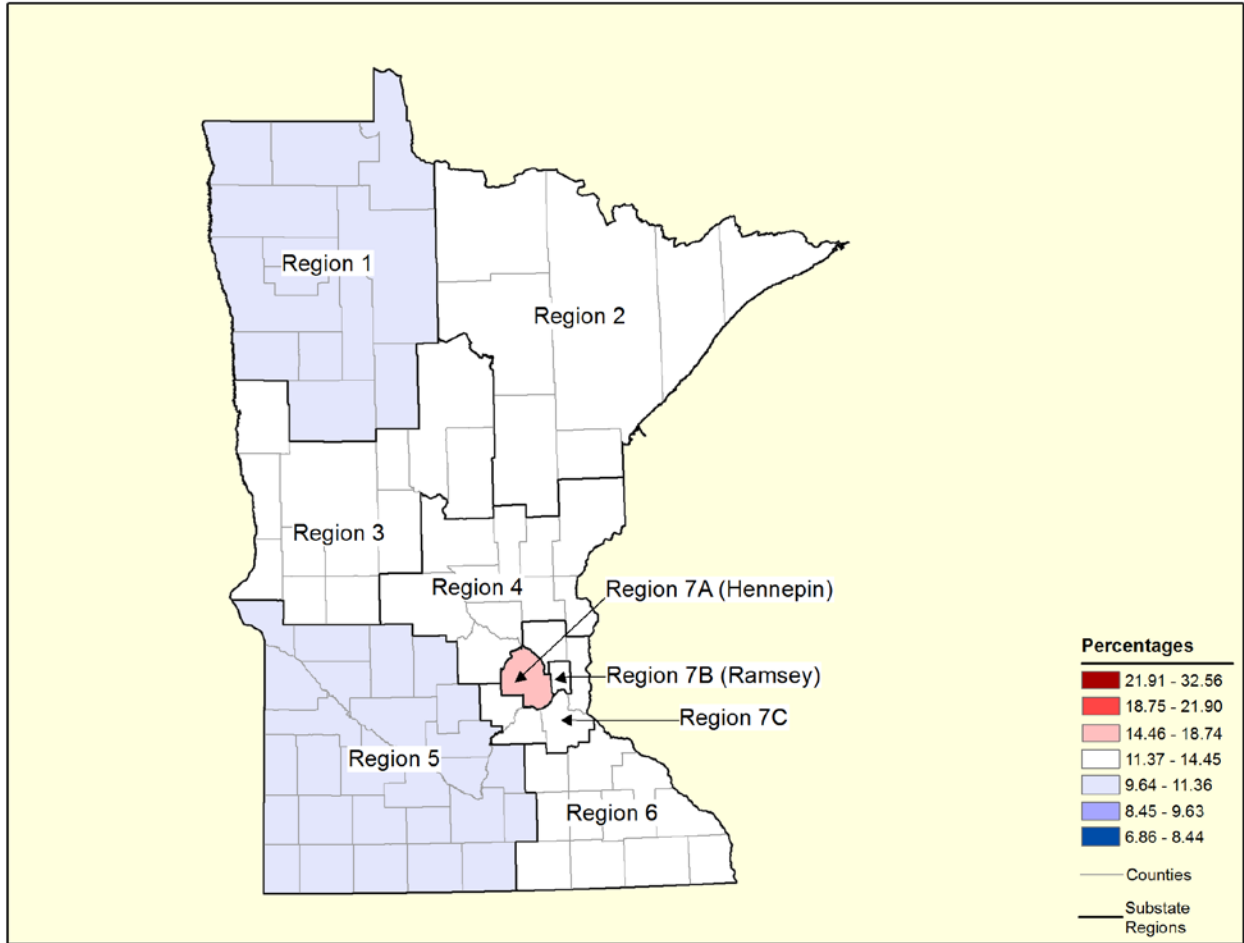 Region 1
Region 2
Region 3
Region 4
Region 7A (Hennepin)
Region 7B (Ramsey)
Region 7C
Region 5
Region 6
Percentages
21.91 - 32.56
18.75 - 21.90
14.46 - 18.74
11.37 - 14.45
9.64 - 11.36
8.45 - 9.63
6.86 - 8.44
Counties
Substate
Regions